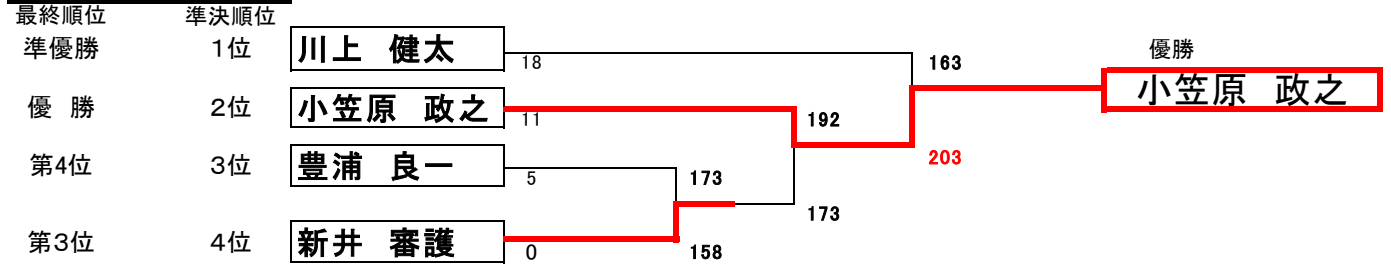 最終順位 準決順位
準優勝 1位 川上 健太 18 163 優勝
小笠原 政之
優 勝 2位 小笠原 政之 11 192
203
第4位 3位 豊浦 良一 5 173
173
第3位 4位 新井 審護 0 158